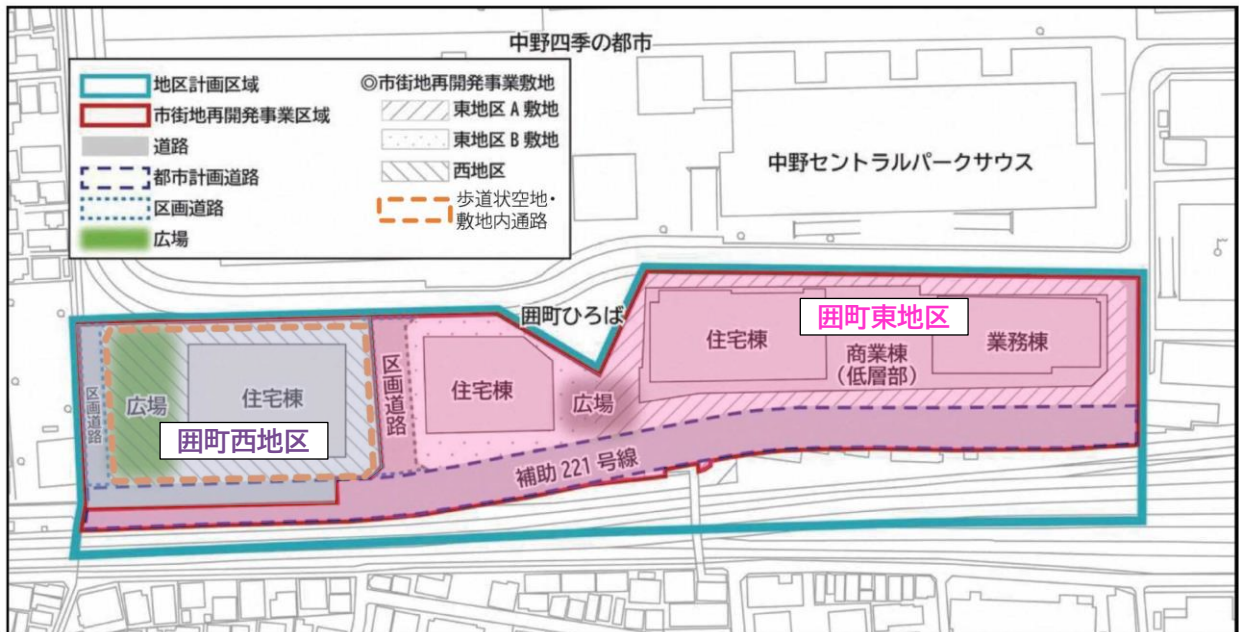 中野四季の都市
地区計画区域
市街地再開発事業区域
道路
都市計画道路
区画道路
広場
◎市街地再開発事業敷地
東地区 A 敷地
東地区 B 敷地
西地区
歩道状空地・
敷地内通路
中野セントラルパークサウス
囲町ひろば
囲町東地区
住宅棟
商業棟
（低層部）
業務棟
区画道路
広場
住宅棟
囲町西地区
区画道路
住宅棟
広場
補助 221 号線